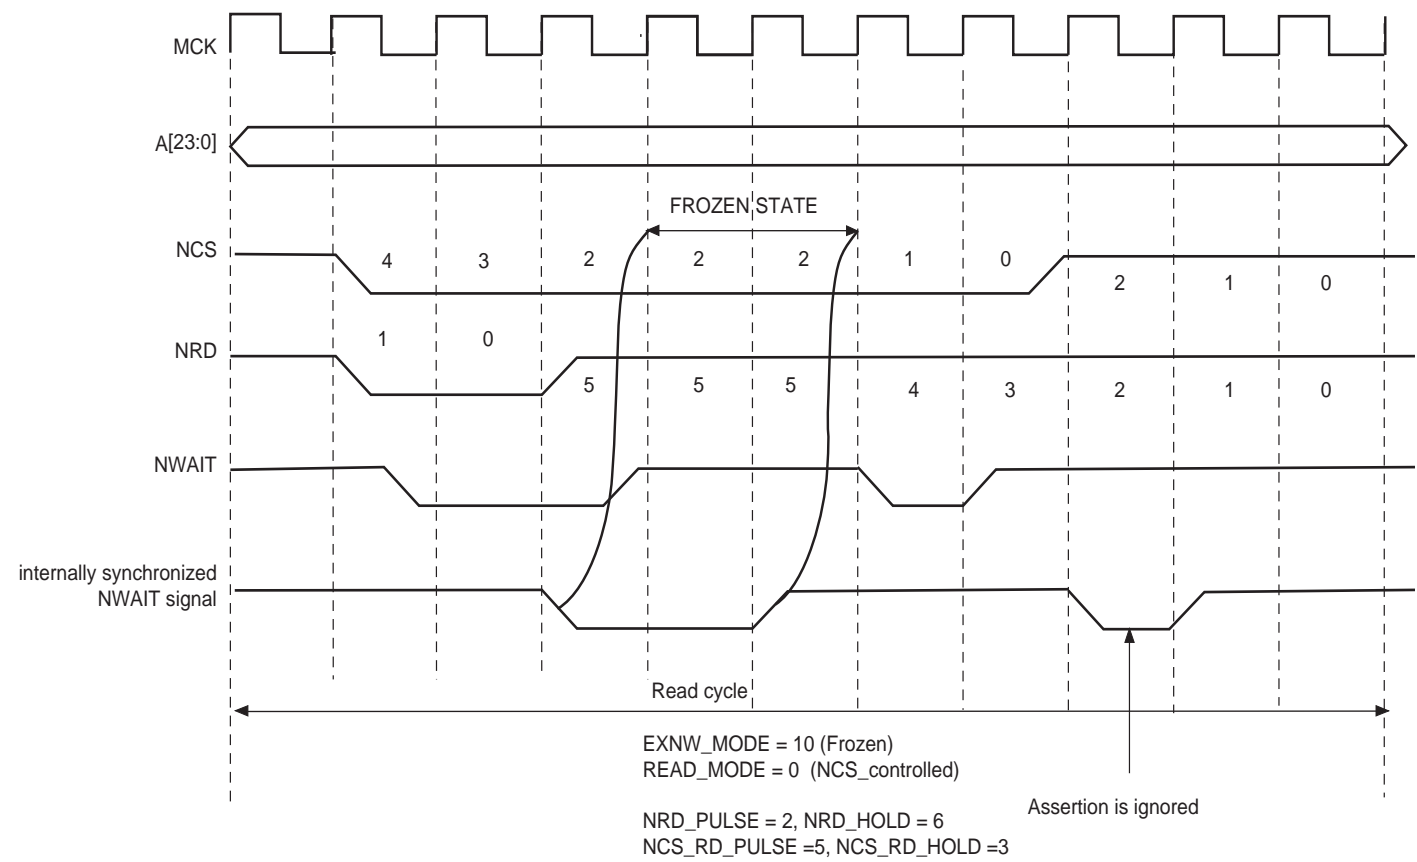 MCK
A[23:0]
FROZEN STATE
NCS
4 3 2 2 2 1 0
2 1 0
1 0
NRD
5 5 5 4 3 2 1 0
NWAIT
internally synchronized
NWAIT signal
Read cycle
EXNW_MODE = 10 (Frozen)
READ_MODE = 0 (NCS_controlled)
Assertion is ignored
NRD_PULSE = 2, NRD_HOLD = 6
NCS_RD_PULSE =5, NCS_RD_HOLD =3